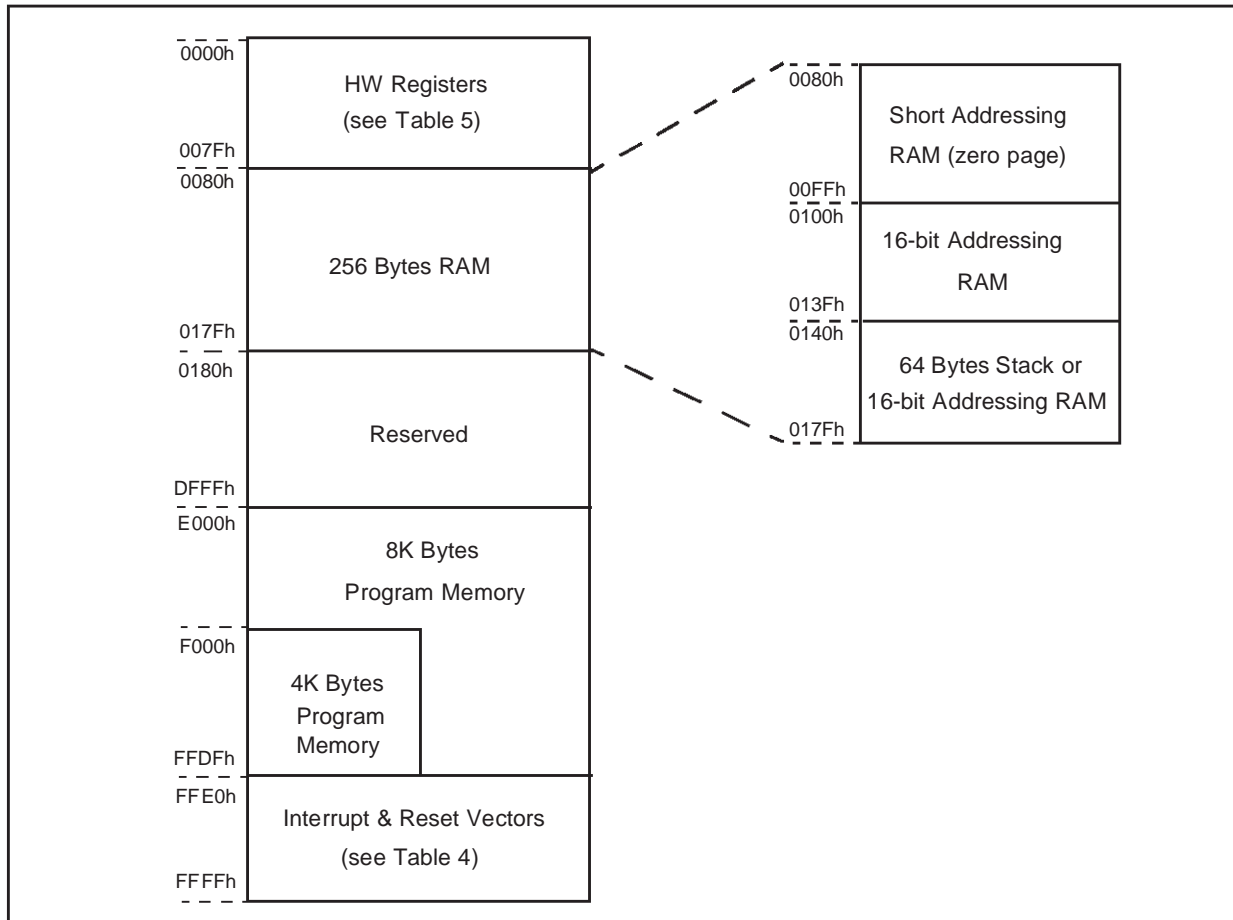 0000h
HW Registers
(see Table 5)
007Fh
0080h
256 Bytes RAM
017Fh
0180h
Reserved
DFFFh
E000h
8K Bytes
Program Memory
F000h
4K Bytes
Program
Memory
FFDFh
FFE0h
Interrupt & Reset Vectors
(see Table 4)
FFFFh
0080h
Short Addressing
RAM (zero page)
00FFh
0100h
16-bit Addressing
RAM
013Fh
0140h
64 Bytes Stack or
16-bit Addressing RAM
017Fh